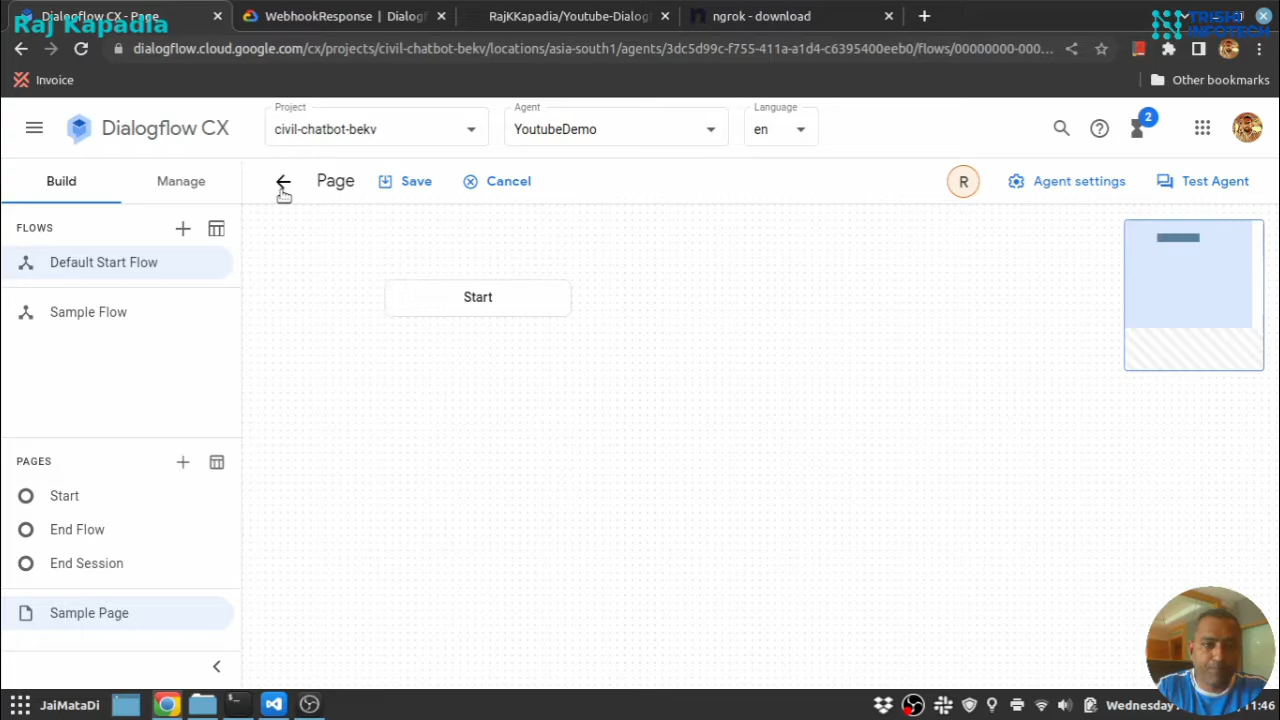 Dialogflow CX - Page
WebhookResponse | Dialogf
RajKKapadia/Youtube-Dialog
ngrok - download
Raj Kapadia
TRISHI
INFOTECH
dialogflow.cloud.google.com/cx/projects/civil-chatbot-bekv/locations/asia-south1/agents/3dc5d99c-f755-411a-a1d4-c6395400eeb0/flows/00000000-000...
Invoice
Other bookmarks
Dialogflow CX
Project
civil-chatbot-bekv
Agent
YoutubeDemo
Language
en
2
Build
Manage
Page
Save
Cancel
R
Agent settings
Test Agent
FLOWS
Default Start Flow
Sample Flow
Start
PAGES
Start
End Flow
End Session
Sample Page
JaiMataDi
Wednesday
11:46